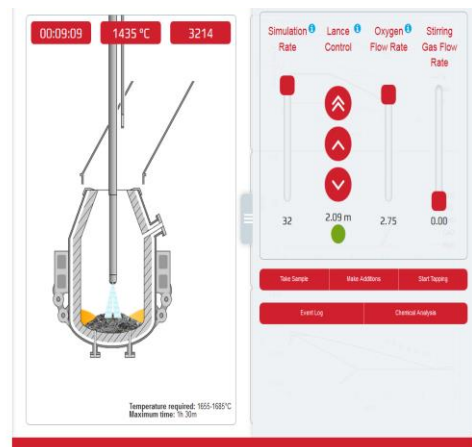 00:09:09
1435 °C
3214
Temperature required: 1655-1685°C
Maximum time: 1h 30m
Simulation
Rate
Lance
Control
Oxygen
Flow Rate
Stirring
Gas Flow
Rate
32
2.09 m
2.75
0.00
Take Sample
Make Additions
Start Tapping
Event Log
Chemical Analysis